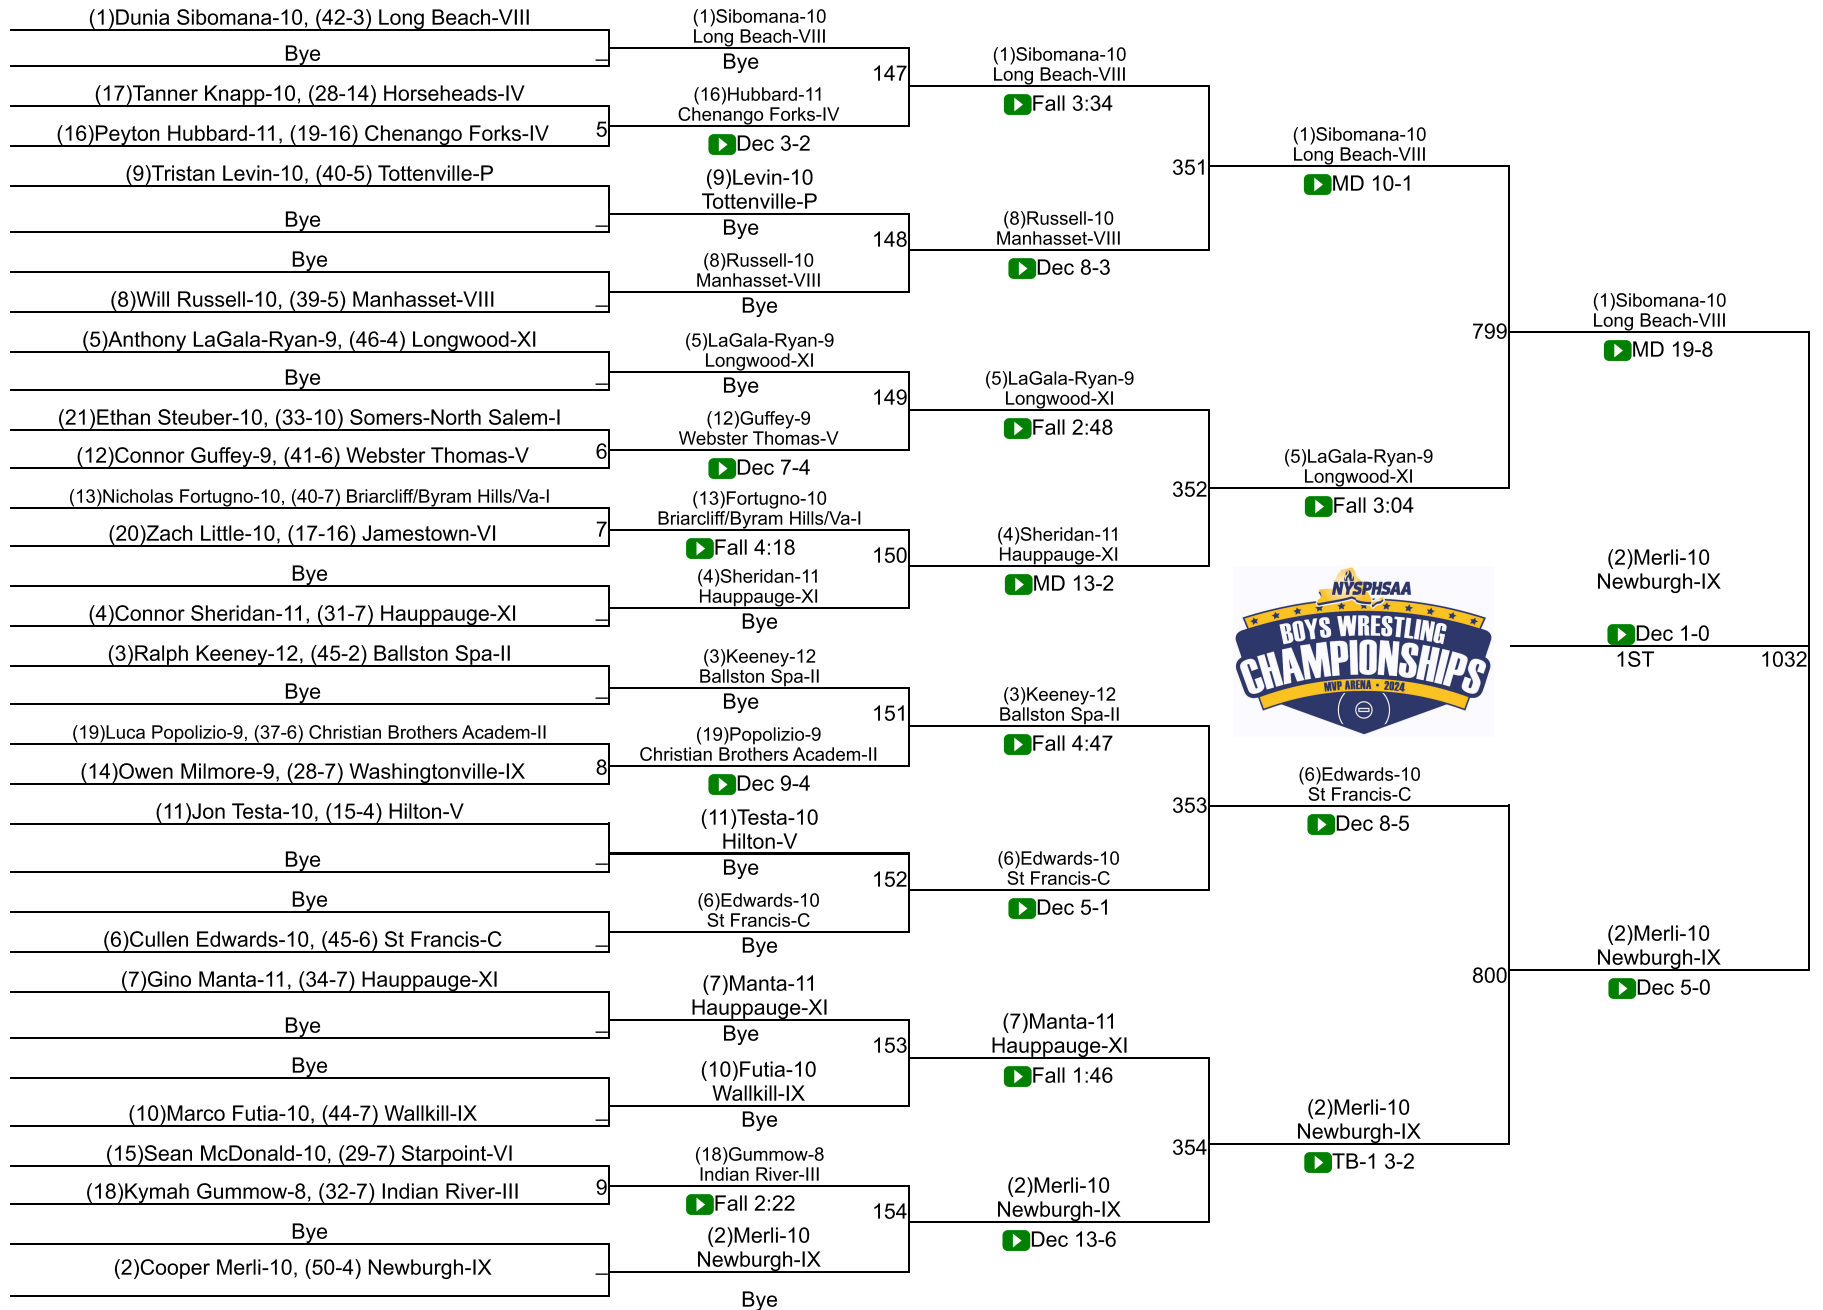 (1)Dunia Sibomana-10, (42-3) Long Beach-VIII
Bye
(17)Tanner Knapp-10, (28-14) Horseheads-IV
(16)Peyton Hubbard-11, (19-16) Chenango Forks-IV
5
(9)Tristan Levin-10, (40-5) Tottenville-P
Bye
Bye
(8)Will Russell-10, (39-5) Manhasset-VIII
(5)Anthony LaGala-Ryan-9, (46-4) Longwood-XI
Bye
(21)Ethan Steuber-10, (33-10) Somers-North Salem-I
(12)Connor Guffey-9, (41-6) Webster Thomas-V
6
(13)Nicholas Fortugno-10, (40-7) Briarcliff/Byram Hills/Va-I
(20)Zach Little-10, (17-16) Jamestown-VI
7
Bye
(4)Connor Sheridan-11, (31-7) Hauppauge-XI
(3)Ralph Keeney-12, (45-2) Ballston Spa-II
Bye
(19)Luca Popolizio-9, (37-6) Christian Brothers Academ-II
(14)Owen Milmore-9, (28-7) Washingtonville-IX
8
(11)Jon Testa-10, (15-4) Hilton-V
Bye
Bye
(6)Cullen Edwards-10, (45-6) St Francis-C
(7)Gino Manta-11, (34-7) Hauppauge-XI
Bye
Bye
(10)Marco Futia-10, (44-7) Wallkill-IX
(15)Sean McDonald-10, (29-7) Starpoint-VI
(18)Kymah Gummow-8, (32-7) Indian River-III
9
Bye
(2)Cooper Merli-10, (50-4) Newburgh-IX
(1)Sibomana-10
Long Beach-VIII
Bye
147
(16)Hubbard-11
Chenango Forks-IV
Dec 3-2
(9)Levin-10
Tottenville-P
Bye
148
(8)Russell-10
Manhasset-VIII
Bye
(5)LaGala-Ryan-9
Longwood-XI
Bye
149
(12)Guffey-9
Webster Thomas-V
Dec 7-4
(13)Fortugno-10
Briarcliff/Byram Hills/Va-I
Fall 4:18
150
(4)Sheridan-11
Hauppauge-XI
Bye
(3)Keeney-12
Ballston Spa-II
Bye
151
(19)Popolizio-9
Christian Brothers Academ-II
Dec 9-4
(11)Testa-10
Hilton-V
Bye
152
(6)Edwards-10
St Francis-C
Bye
(7)Manta-11
Hauppauge-XI
Bye
153
(10)Futia-10
Wallkill-IX
Bye
(18)Gummow-8
Indian River-III
Fall 2:22
154
(2)Merli-10
Newburgh-IX
Bye
(1)Sibomana-10
Long Beach-VIII
Fall 3:34
351
(8)Russell-10
Manhasset-VIII
Dec 8-3
(5)LaGala-Ryan-9
Longwood-XI
Fall 2:48
352
(4)Sheridan-11
Hauppauge-XI
MD 13-2
(3)Keeney-12
Ballston Spa-II
Fall 4:47
353
(6)Edwards-10
St Francis-C
Dec 5-1
(7)Manta-11
Hauppauge-XI
Fall 1:46
354
(2)Merli-10
Newburgh-IX
Dec 13-6
(1)Sibomana-10
Long Beach-VIII
MD 10-1
799
(5)LaGala-Ryan-9
Longwood-XI
Fall 3:04
NYSPHSAA
BOYS WRESTLING
CHAMPIONSHIPS
MVP ARENA • 2024
(6)Edwards-10
St Francis-C
Dec 8-5
800
(2)Merli-10
Newburgh-IX
TB-1 3-2
(1)Sibomana-10
Long Beach-VIII
MD 19-8
(2)Merli-10
Newburgh-IX
Dec 1-0
1ST
1032
(2)Merli-10
Newburgh-IX
Dec 5-0